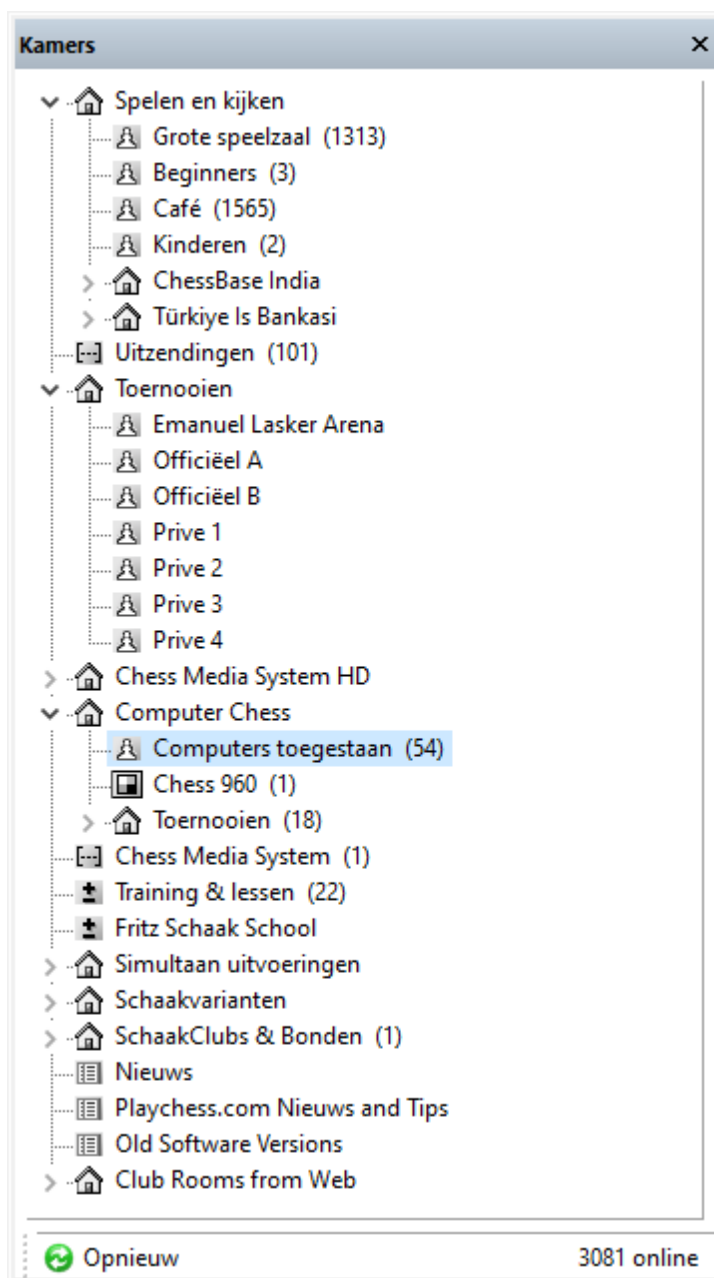 Kamers
Spelen en kijken
Grote speelzaal (1313)
Beginners (3)
Café (1565)
Kinderen (2)
ChessBase India
Türkiye Is Bankasi
Uitzendingen (101)
Toernooien
Emanuel Lasker Arena
Officiëel A
Officiëel B
Prive 1
Prive 2
Prive 3
Prive 4
Chess Media System HD
Computer Chess
Computers toegestaan (54)
Chess 960 (1)
Toernooien (18)
Chess Media System (1)
Training & lessen (22)
Fritz Schaak School
Simultaan uitvoeringen
Schaakvarianten
SchaakClubs & Bonden (1)
Nieuws
Playchess.com Nieuws and Tips
Old Software Versions
Club Rooms from Web
Opnieuw 3081 online